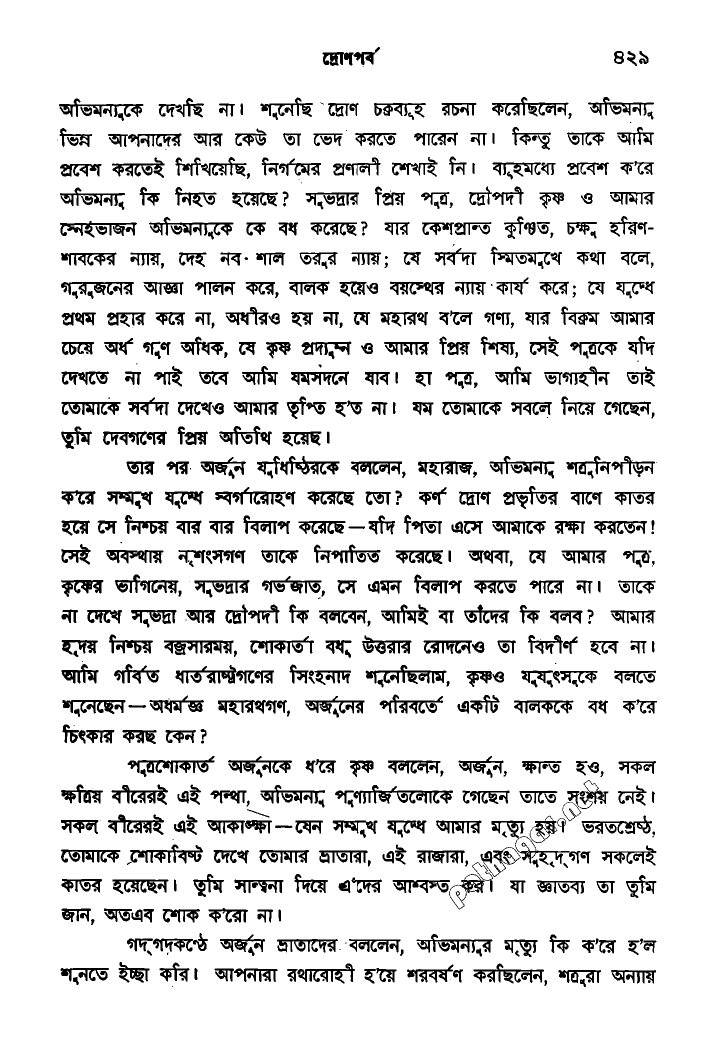 দ্রোণপর্ব ৪২৯
অভিমন্যুকে দেখছি না। শুনেছি দ্রোণ চক্রব্যূহ রচনা করেছিলেন, অভিমন্যু
ভিন্ন আপনাদের আর কেউ তা ভেদ করতে পারেন না। কিন্তু তাকে আমি
প্রবেশ করতেই শিখিয়েছি, নির্গমের প্রণালী শেখাই নি। ব্যূহমধ্যে প্রবেশ ক'রে
অভিমন্যু কি নিহত হয়েছে? সুভদ্রার প্রিয় পুত্র, দ্রৌপদী কৃষ্ণ ও আমার
স্নেহভাজন অভিমন্যুকে কে বধ করেছে? যার কেশপ্রান্ত কুঞ্চিত, চক্ষু হরিণ-
শাবকের ন্যায়, দেহ নব শাল তরুর ন্যায়; যে সর্বদা স্মিতমুখে কথা বলে,
গুরুজনের আজ্ঞা পালন করে, বালক হয়েও বয়স্থের ন্যায় কার্য করে; যে যুদ্ধে
প্রথম প্রহার করে না, অধীরও হয় না, যে মহারথ ব'লে গণ্য, যার বিক্রম আমার
চেয়ে অর্ধ গুণ অধিক, যে কৃষ্ণ প্রদ্যুম্ন ও আমার প্রিয় শিষ্য, সেই পুত্রকে যদি
দেখতে না পাই তবে আমি যমসদনে যাব। হা পুত্র, আমি ভাগ্যহীন তাই
তোমাকে সর্বদা দেখেও আমার তৃপ্তি হ'ত না। যম তোমাকে সবলে নিয়ে গেছেন,
তুমি দেবগণের প্রিয় অতিথি হয়েছ।
তার পর অর্জুন যুধিষ্ঠিরকে বললেন, মহারাজ, অভিমন্যু শত্রুনিপীড়ন
ক'রে সম্মুখ যুদ্ধে স্বর্গারোহণ করেছে তো? কর্ণ দ্রোণ প্রভৃতির বাণে কাতর
হয়ে সে নিশ্চয় বার বার বিলাপ করেছে — যদি পিতা এসে আমাকে রক্ষা করতেন!
সেই অবস্থায় নৃশংসগণ তাকে নিপাতিত করেছে। অথবা, যে আমার পুত্র,
কৃষ্ণের ভাগিনেয়, সুভদ্রার গর্ভজাত, সে এমন বিলাপ করতে পারে না। তাকে
না দেখে সুভদ্রা আর দ্রৌপদী কি বলবেন, আমিই বা তাঁদের কি বলব? আমার
হৃদয় নিশ্চয় বজ্রসারময়, শোকার্তা বধূ উত্তরার রোদনেও তা বিদীর্ণ হবে না।
আমি গর্বিত ধার্তরাষ্ট্রগণের সিংহনাদ শুনেছিলাম, কৃষ্ণও যুযুৎসুকে বলতে
শুনেছেন — অধর্মজ্ঞ মহারথগণ, অর্জুনের পরিবর্তে একটি বালককে বধ ক'রে
চিৎকার করছ কেন?
পুত্রশোকার্ত অর্জুনকে ধ'রে কৃষ্ণ বললেন, অর্জুন, ক্ষান্ত হও, সকল
ক্ষত্রিয় বীরেরই এই পন্থা, অভিমন্যু পুণ্যার্জিতলোকে গেছেন তাতে সংশয় নেই।
সকল বীরেরই এই আকাঙ্ক্ষা — যেন সম্মুখ যুদ্ধে আমার মৃত্যু হয়। ভরতশ্রেষ্ঠ,
তোমাকে শোকাবিষ্ট দেখে তোমার ভ্রাতারা, এই রাজারা, এবং সুহৃদ্‌গণ সকলেই
কাতর হয়েছেন। তুমি সান্ত্বনা দিয়ে এ'দের আশ্বস্ত কর। যা জ্ঞাতব্য তা তুমি
জান, অতএব শোক ক'রো না।
গদ্‌গদকণ্ঠে অর্জুন ভ্রাতাদের বললেন, অভিমন্যুর মৃত্যু কি ক'রে হ'ল
শুনতে ইচ্ছা করি। আপনারা রথারোহী হ'য়ে শরবর্ষণ করছিলেন, শত্রুরা অন্যায়
pathagar.net